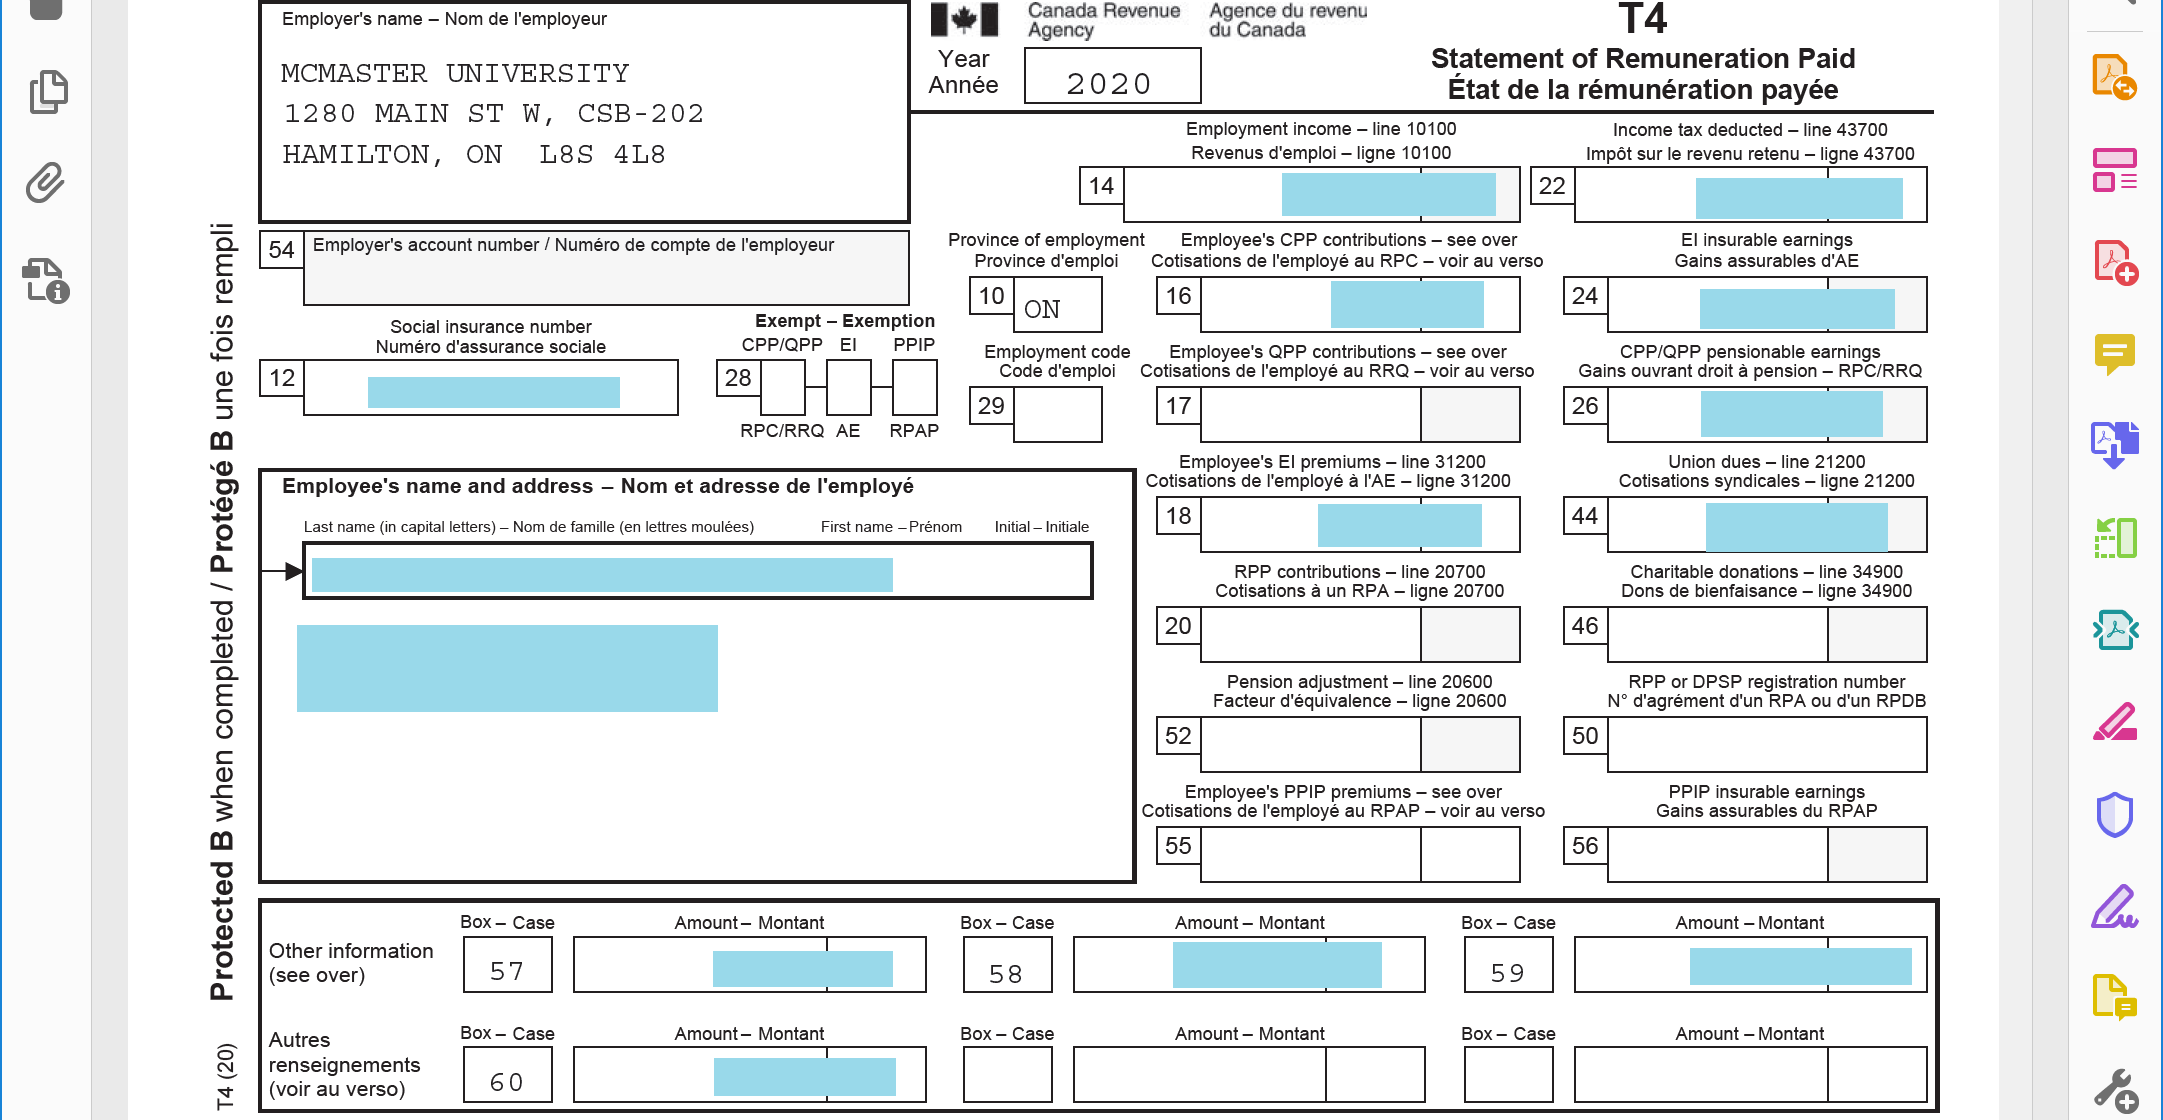 Employer's name – Nom de l'employeur
MCMASTER UNIVERSITY
1280 MAIN ST W, CSB-202
HAMILTON, ON  L8S 4L8
Canada Revenue Agency
Agence du revenu du Canada
Year
Année
2020
T4
Statement of Remuneration Paid
État de la rémunération payée
Employment income – line 10100
Revenus d'emploi – ligne 10100
14
Income tax deducted – line 43700
Impôt sur le revenu retenu – ligne 43700
22
54
Employer's account number / Numéro de compte de l'employeur
Province of employment
Province d'emploi
10
ON
Employee's CPP contributions – see over
Cotisations de l'employé au RPC – voir au verso
16
EI insurable earnings
Gains assurables d'AE
24
Social insurance number
Numéro d'assurance sociale
12
Exempt – Exemption
CPP/QPP EI PPIP
28
RPC/RRQ AE RPAP
Employment code
Code d'emploi
29
Employee's QPP contributions – see over
Cotisations de l'employé au RRQ – voir au verso
17
CPP/QPP pensionable earnings
Gains ouvrant droit à pension – RPC/RRQ
26
Employee's name and address – Nom et adresse de l'employé
Last name (in capital letters) – Nom de famille (en lettres moulées) First name – Prénom Initial – Initiale
Employee's EI premiums – line 31200
Cotisations de l'employé à l'AE – ligne 31200
18
Union dues – line 21200
Cotisations syndicales – ligne 21200
44
RPP contributions – line 20700
Cotisations à un RPA – ligne 20700
20
Charitable donations – line 34900
Dons de bienfaisance – ligne 34900
46
Pension adjustment – line 20600
Facteur d'équivalence – ligne 20600
52
RPP or DPSP registration number
N° d'agrément d'un RPA ou d'un RPDB
50
Employee's PPIP premiums – see over
Cotisations de l'employé au RPAP – voir au verso
55
PPIP insurable earnings
Gains assurables du RPAP
56
Box – Case Amount – Montant Box – Case Amount – Montant Box – Case Amount – Montant
Other information
(see over)
57 58 59
Box – Case Amount – Montant Box – Case Amount – Montant Box – Case Amount – Montant
Autres
renseignements
(voir au verso)
60
T4 (20)
Protected B when completed / Protégé B une fois rempli